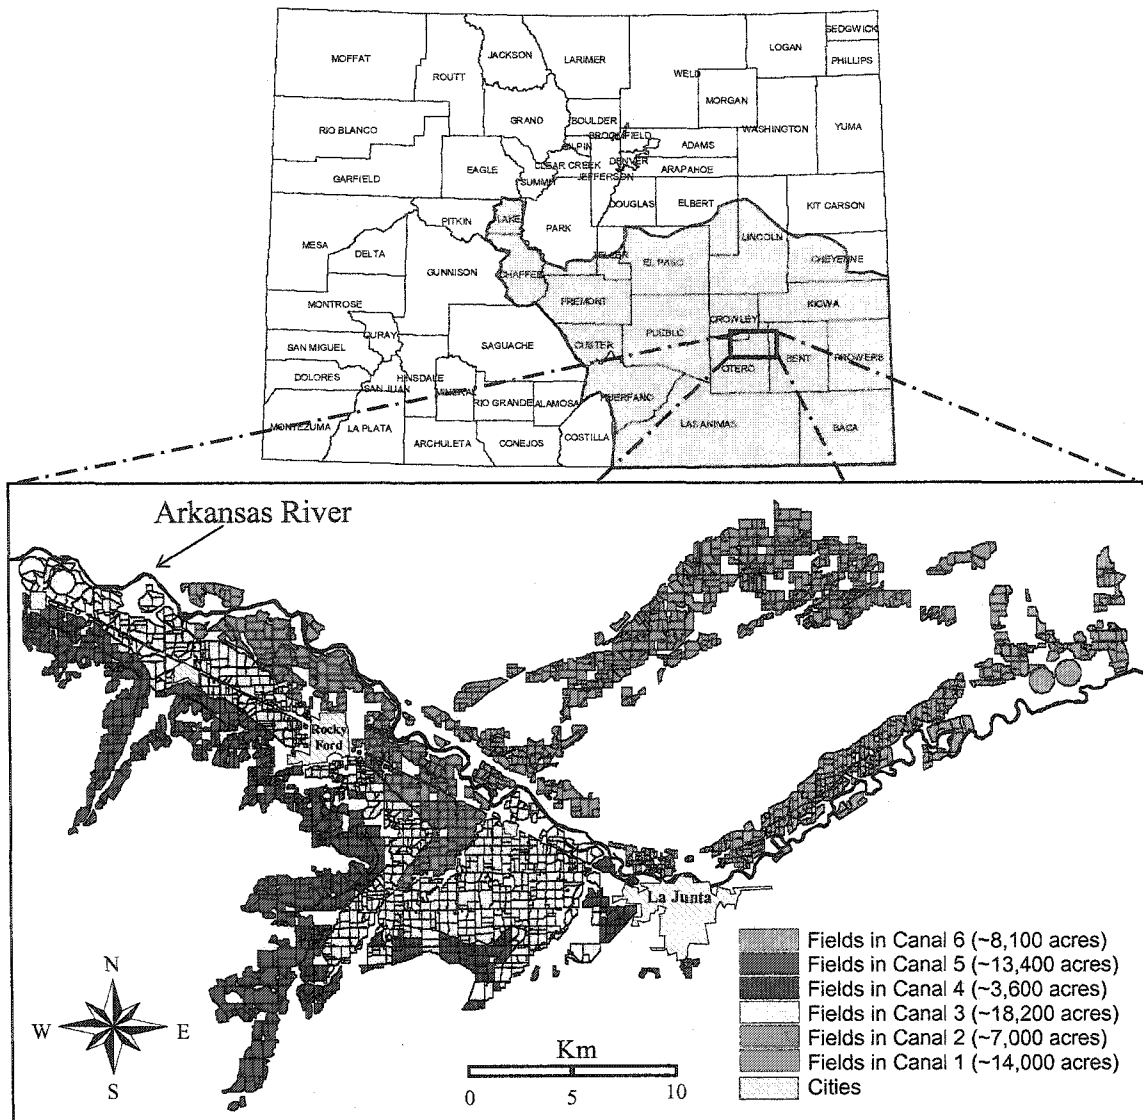 SEDGWICK
LOGAN
JACKSON
LARIMER
MOFFAT
PHILLIPS
ROUTT
WELD
MORGAN
GRAND
BOULDER
RIO BLANCO
WASHINGTON
YUMA
BROOMFIELD
GILPIN
ADAMS
DENVER
EAGLE
CLEAR CREEK
ARAPAHOE
GARFIELD
SUMMIT
JEFFERSON
DOUGLAS
ELBERT
KIT CARSON
PITKIN
LAKE
PARK
LINCOLN
MESA
DELTA
TELLER
EL PASO
CHEYENNE
GUNNISON
CHAFFEE
MONTROSE
FREMONT
KIOWA
CROWLEY
OURAY
PUEBLO
SAN MIGUEL
SAGUACHE
CUSTER
BENT
PROWERS
OTERO
DOLORES
HINSDALE
SAN JUAN
MINERAL
RIO GRANDE
ALAMOSA
HUERFANO
MONTEZUMA
LA PLATA
LAS ANIMAS
BACA
ARCHULETA
CONEJOS
COSTILLA
Arkansas River
Rocky
Ford
La Junta
Fields in Canal 6 (~8,100 acres)
Fields in Canal 5 (~13,400 acres)
Fields in Canal 4 (~3,600 acres)
Fields in Canal 3 (~18,200 acres)
Fields in Canal 2 (~7,000 acres)
Fields in Canal 1 (~14,000 acres)
Cities
N
W E
S
Km
0 5 10